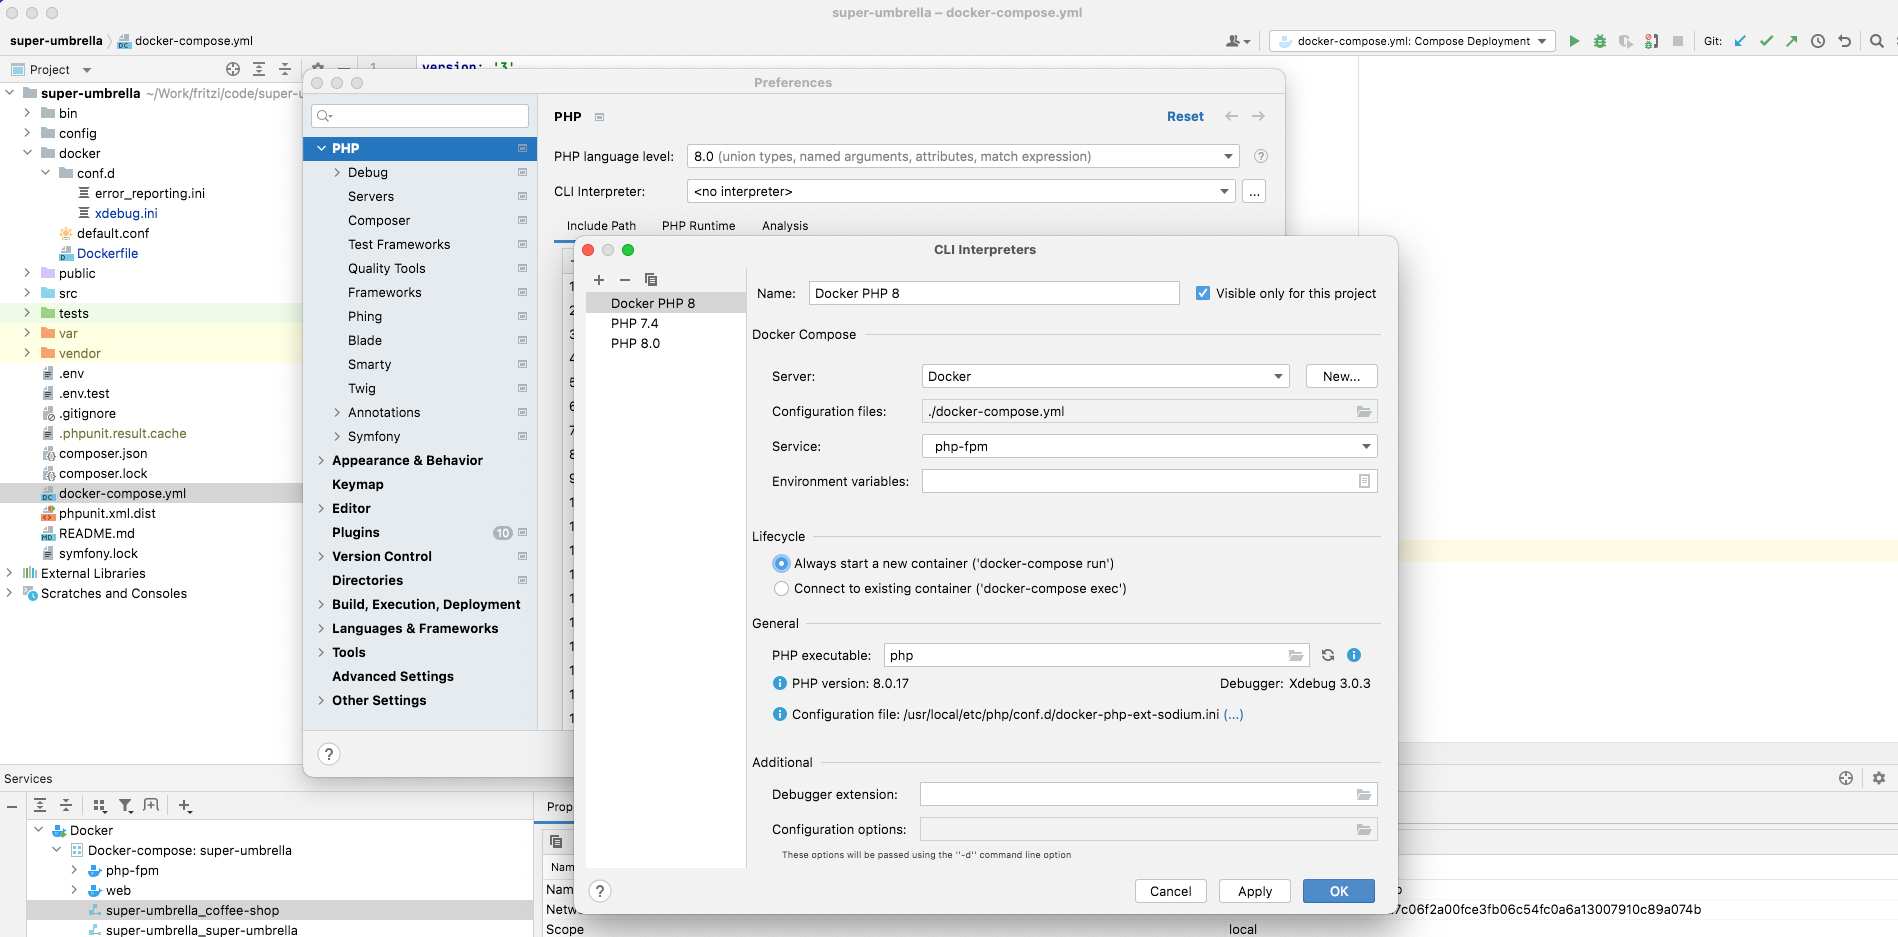 super-umbrella – docker-compose.yml
super-umbrella
docker-compose.yml
docker-compose.yml: Compose Deployment
Git:
Project
1
version: '3'
super-umbrella ~/Work/fritzi/code/super-u
bin
config
docker
conf.d
error_reporting.ini
xdebug.ini
default.conf
Dockerfile
public
src
tests
var
vendor
.env
.env.test
.gitignore
.phpunit.result.cache
composer.json
composer.lock
docker-compose.yml
phpunit.xml.dist
README.md
symfony.lock
External Libraries
Scratches and Consoles
Preferences
PHP
Debug
Servers
Composer
Test Frameworks
Quality Tools
Frameworks
Phing
Blade
Smarty
Twig
Annotations
Symfony
Appearance & Behavior
Keymap
Editor
Plugins 10
Version Control
Directories
Build, Execution, Deployment
Languages & Frameworks
Tools
Advanced Settings
Other Settings
?
PHP
Reset
PHP language level: 8.0 (union types, named arguments, attributes, match expression) ?
CLI Interpreter: <no interpreter> ...
Include Path PHP Runtime Analysis
CLI Interpreters
Docker PHP 8
PHP 7.4
PHP 8.0
Name: Docker PHP 8 Visible only for this project
Docker Compose
Server: Docker New...
Configuration files: ./docker-compose.yml
Service: php-fpm
Environment variables:
Lifecycle
Always start a new container ('docker-compose run')
Connect to existing container ('docker-compose exec')
General
PHP executable: php
PHP version: 8.0.17 Debugger: Xdebug 3.0.3
Configuration file: /usr/local/etc/php/conf.d/docker-php-ext-sodium.ini (...)
Additional
Debugger extension:
Configuration options:
These options will be passed using the "-d" command line option
? Cancel Apply OK
Services
Docker
Docker-compose: super-umbrella
php-fpm
web
super-umbrella_coffee-shop
super-umbrella_super-umbrella
Prop
Nam
Nam
Netw 7c06f2a00fce3fb06c54fc0a6a13007910c89a074b
Scope local